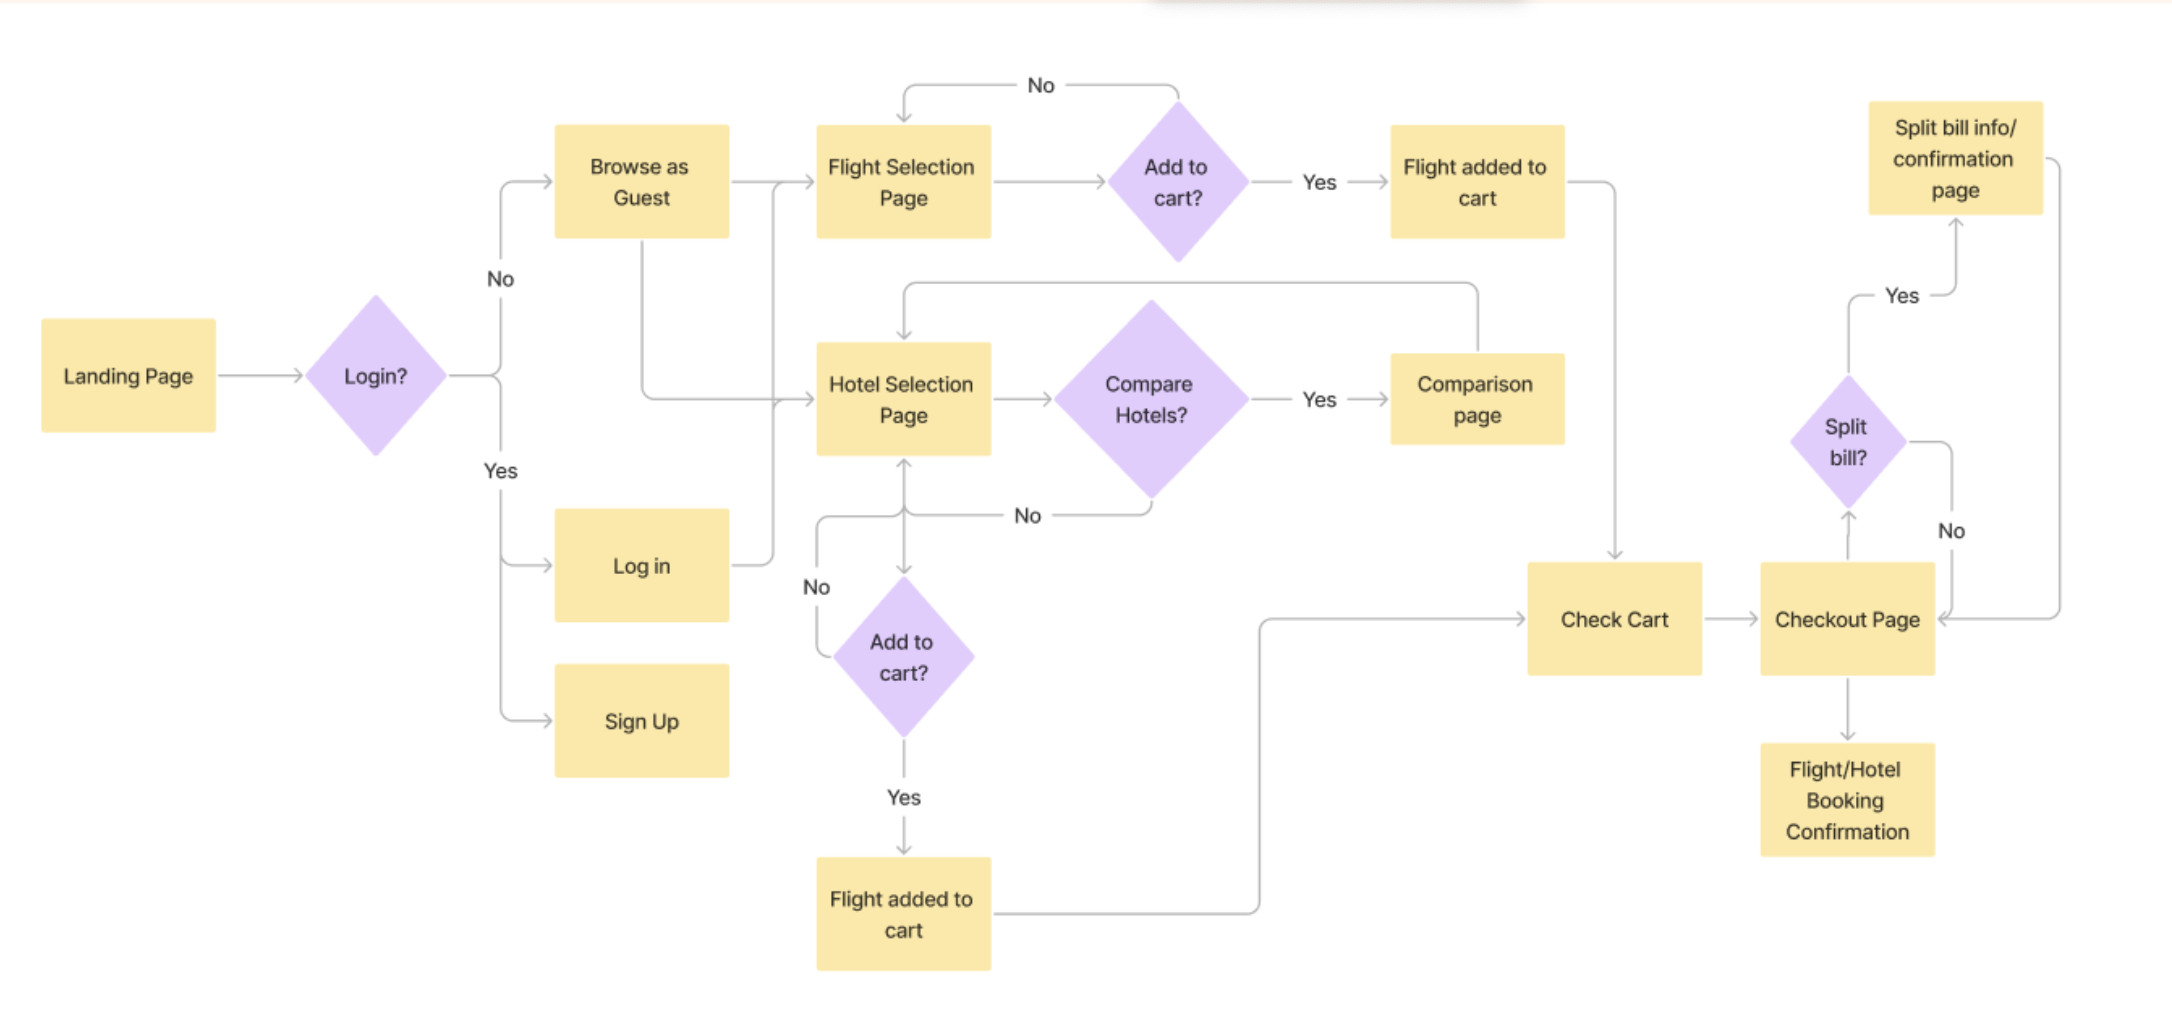 No
Browse as
Guest
Flight Selection
Page
Add to
cart?
Yes
Flight added to
cart
Split bill info/
confirmation
page
No
Yes
Landing Page
Login?
Hotel Selection
Page
Compare
Hotels?
Yes
Comparison
page
Split
bill?
Yes
No
No
Log in
No
Add to
cart?
Check Cart
Checkout Page
Sign Up
Yes
Flight/Hotel
Booking
Confirmation
Flight added to
cart